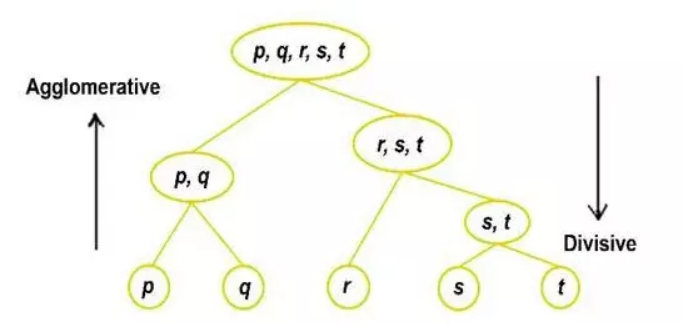 p, q, r, s, t
Agglomerative
r, s, t
p, q
s, t
Divisive
p
q
r
s
t